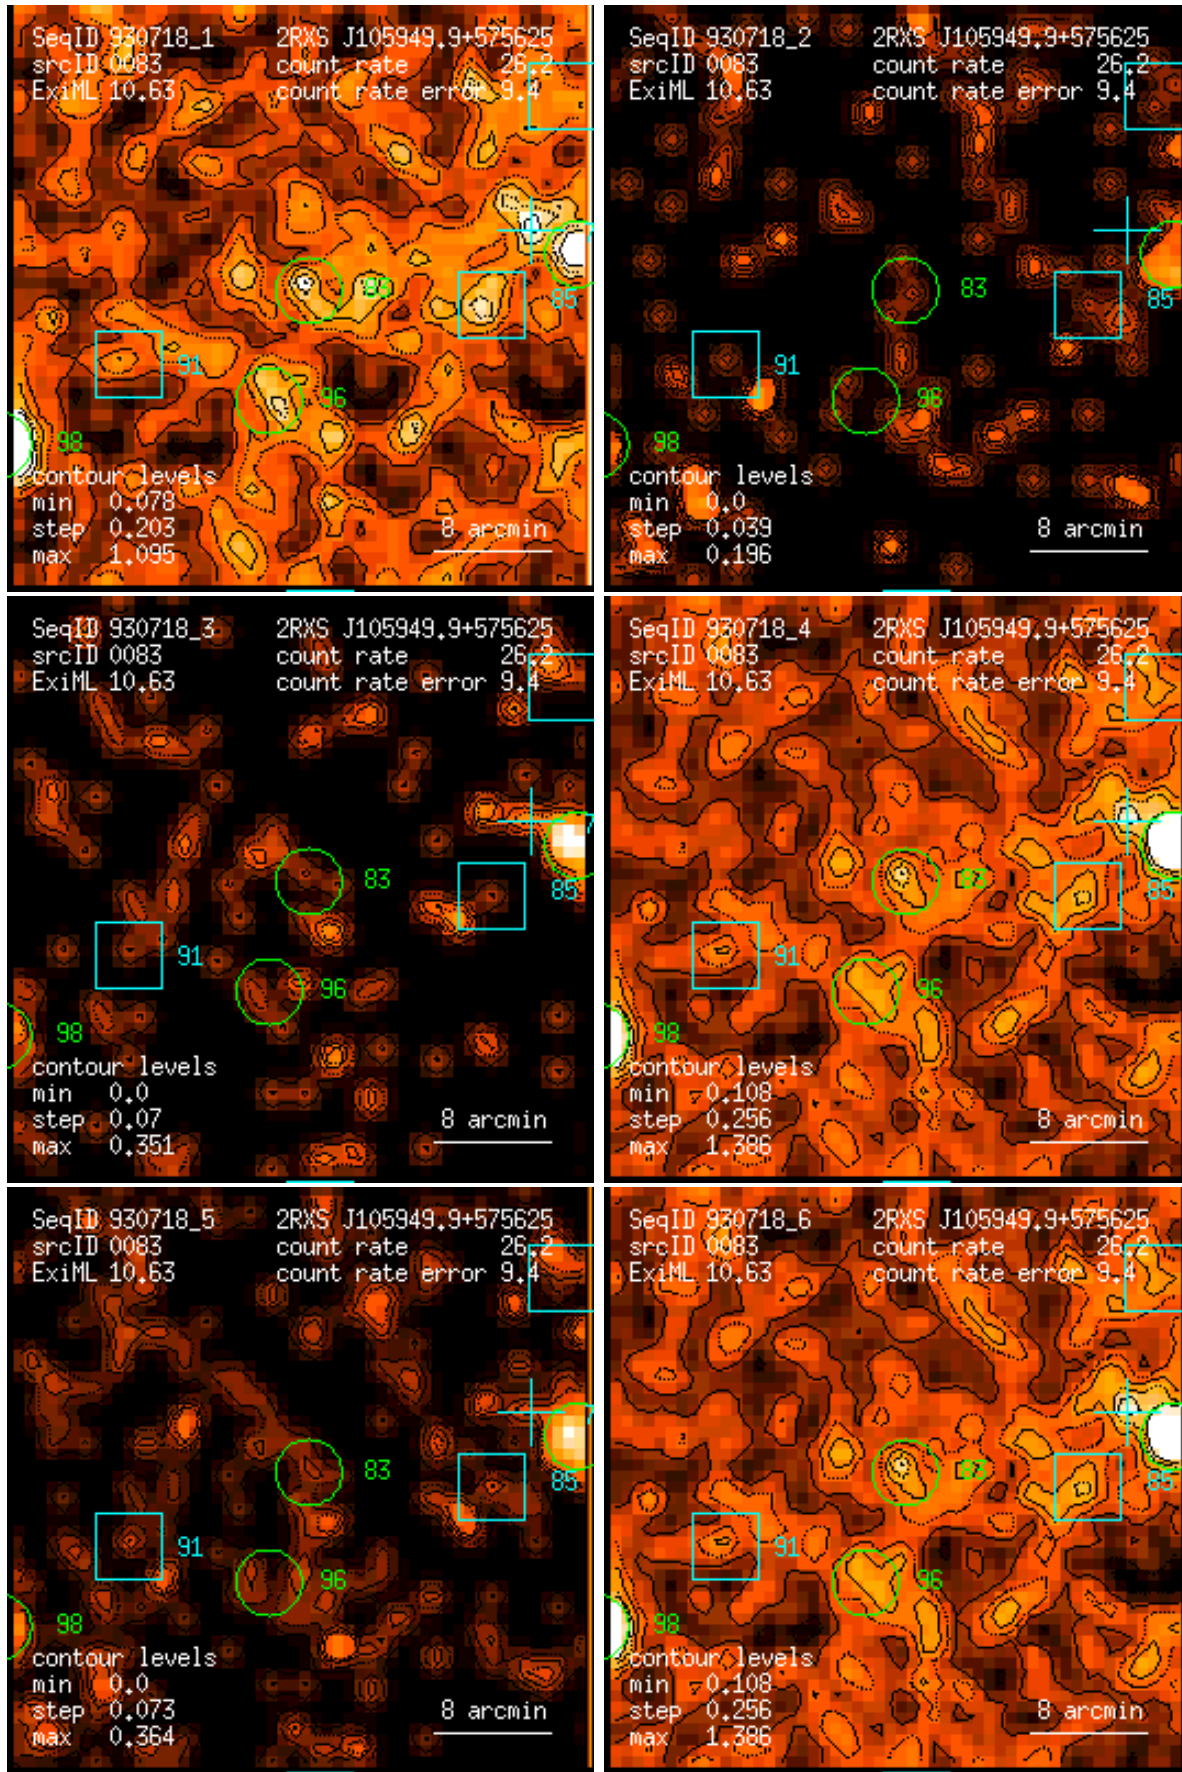 SeqID 930718_1 2RXS J105949.9+575625
srcID 0083 count rate 26.2
ExiML 10.63 count rate error 9.4
83
85
91
96
98
contour levels
min 0.078
step 0.203
max 1.095
8 arcmin
SeqID 930718_2 2RXS J105949.9+575625
srcID 0083 count rate 26.2
ExiML 10.63 count rate error 9.4
83
85
91
96
98
contour levels
min 0.0
step 0.039
max 0.196
8 arcmin
SeqID 930718_3 2RXS J105949.9+575625
srcID 0083 count rate 26.2
ExiML 10.63 count rate error 9.4
83
85
91
96
98
contour levels
min 0.0
step 0.07
max 0.351
8 arcmin
SeqID 930718_4 2RXS J105949.9+575625
srcID 0083 count rate 26.2
ExiML 10.63 count rate error 9.4
83
85
91
96
98
contour levels
min 0.108
step 0.256
max 1.386
8 arcmin
SeqID 930718_5 2RXS J105949.9+575625
srcID 0083 count rate 26.2
ExiML 10.63 count rate error 9.4
83
85
91
96
98
contour levels
min 0.0
step 0.073
max 0.364
8 arcmin
SeqID 930718_6 2RXS J105949.9+575625
srcID 0083 count rate 26.2
ExiML 10.63 count rate error 9.4
83
85
91
96
98
contour levels
min 0.108
step 0.256
max 1.386
8 arcmin